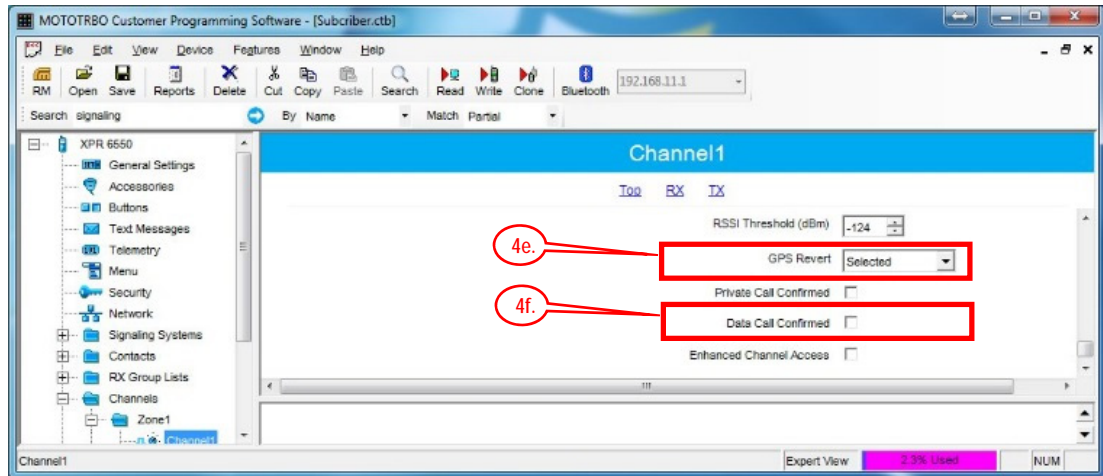 MOTOTRBO Customer Programming Software - [Subcriber.ctb]
File Edit View Device Features Window Help
RM Open Save Reports Delete Cut Copy Paste Search Read Write Clone Bluetooth 192.168.11.1
Search signaling By Name Match Partial
XPR 6550
General Settings
Accessories
Buttons
Text Messages
Telemetry
Menu
Security
Network
Signaling Systems
Contacts
RX Group Lists
Channels
Zone1
Channel1
Channel1
Top RX TX
RSSI Threshold (dBm) -124
4e.
GPS Revert Selected
Private Call Confirmed
4f.
Data Call Confirmed
Enhanced Channel Access
Channel1 Expert View 2.3% Used NUM